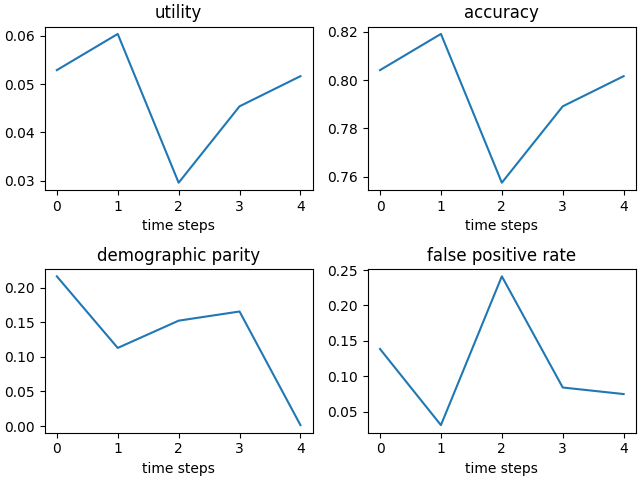 utility
0.06
0.05
0.04
0.03
0 1 2 3 4
time steps
accuracy
0.82
0.80
0.78
0.76
0 1 2 3 4
time steps
demographic parity
0.20
0.15
0.10
0.05
0.00
0 1 2 3 4
time steps
false positive rate
0.25
0.20
0.15
0.10
0.05
0 1 2 3 4
time steps